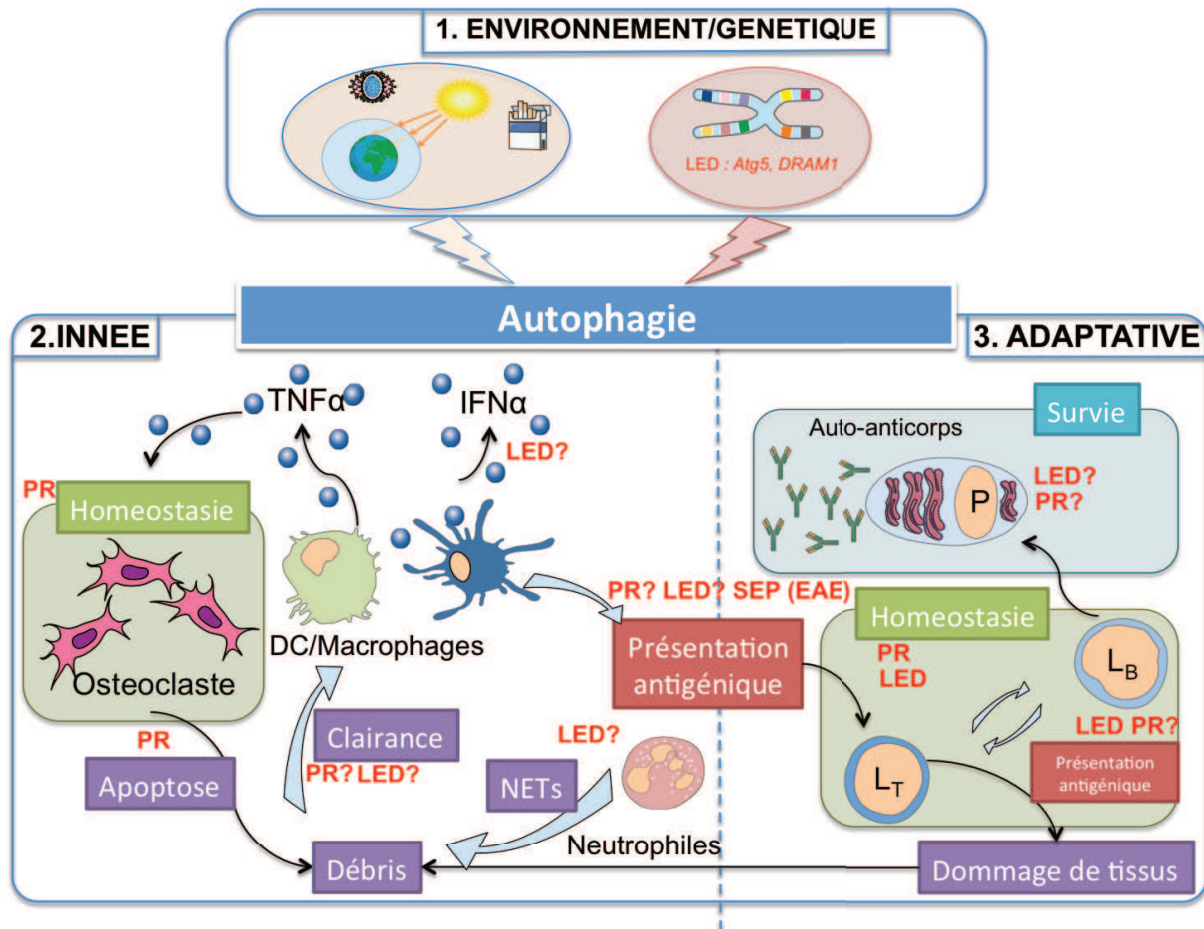 1. ENVIRONNEMENT/GENETIQUE
LED : Atg5, DRAM1
Autophagie
2.INNEE
3. ADAPTATIVE
TNFα
IFNα
LED?
PR
Homeostasie
Osteoclaste
DC/Macrophages
PR? LED? SEP (EAE)
Présentation
antigénique
PR
Apoptose
Clairance
PR? LED?
LED?
NETs
Neutrophiles
Débris
Survie
Auto-anticorps
P
LED?
PR?
Homeostasie
PR
LED
LB
LED PR?
Présentation
antigénique
LT
Dommage de tissus